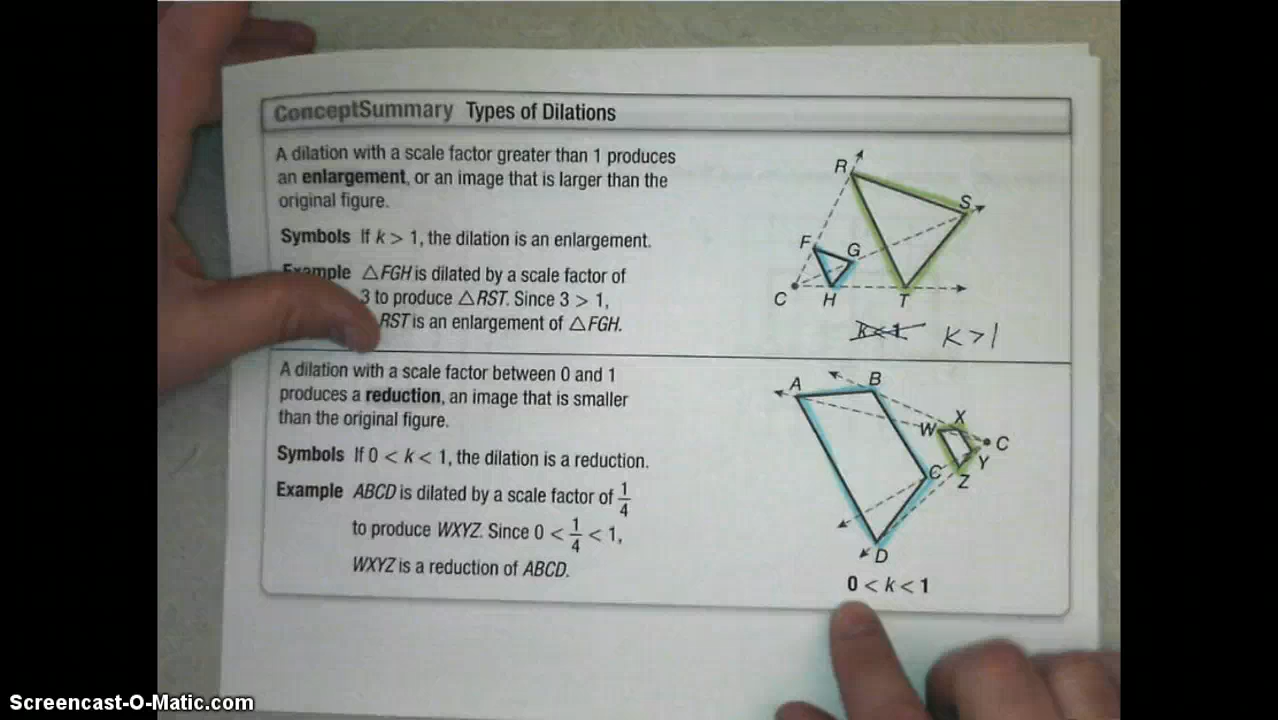 ConceptSummary Types of Dilations
A dilation with a scale factor greater than 1 produces
an enlargement, or an image that is larger than the
original figure.
Symbols If k > 1, the dilation is an enlargement.
Example △FGH is dilated by a scale factor of
3 to produce △RST. Since 3 > 1,
RST is an enlargement of △FGH.
R
S
F
G
C
H
T
k < 1 K > 1
A dilation with a scale factor between 0 and 1
produces a reduction, an image that is smaller
than the original figure.
Symbols If 0 < k < 1, the dilation is a reduction.
Example ABCD is dilated by a scale factor of 1/4
to produce WXYZ. Since 0 < 1/4 < 1,
WXYZ is a reduction of ABCD.
A
B
X
W
C
Y
C
Z
D
0 < k < 1
Screencast-O-Matic.com